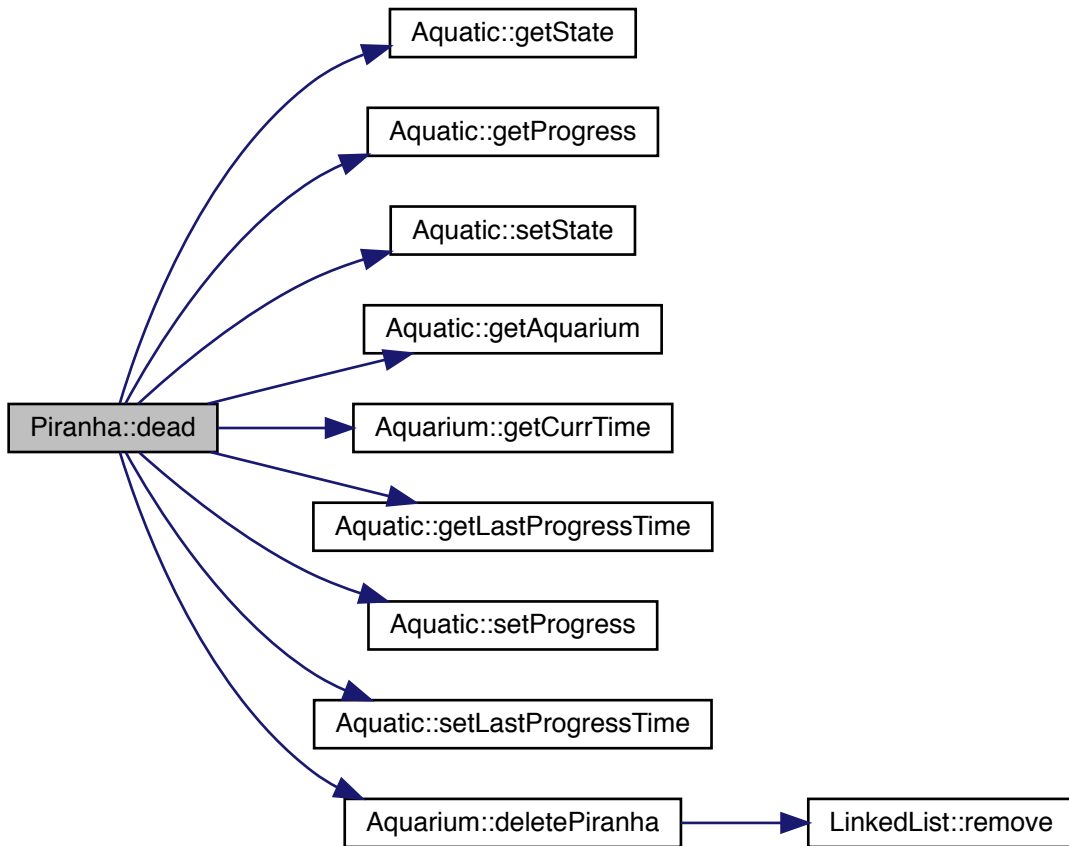 Aquatic::getState
Aquatic::getProgress
Aquatic::setState
Aquatic::getAquarium
Piranha::dead
Aquarium::getCurrTime
Aquatic::getLastProgressTime
Aquatic::setProgress
Aquatic::setLastProgressTime
Aquarium::deletePiranha
LinkedList::remove